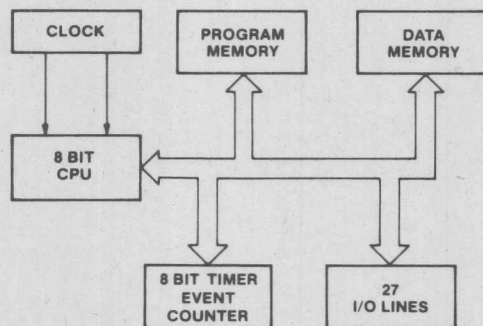 CLOCK
PROGRAM
MEMORY
DATA
MEMORY
8 BIT
CPU
8 BIT TIMER
EVENT
COUNTER
27
I/O LINES